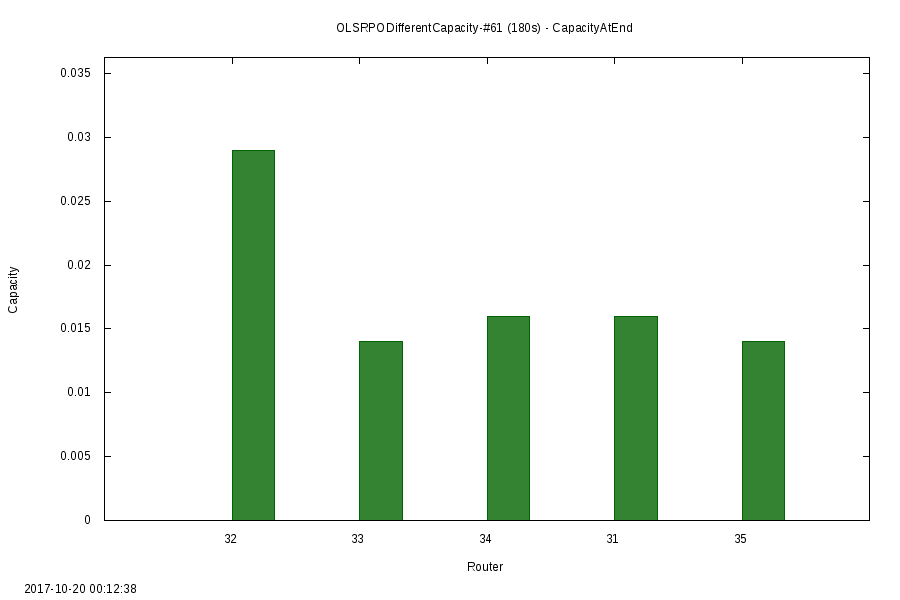 OLSRPODifferentCapacity-#61 (180s) - CapacityAtEnd
0.035
0.03
0.025
0.02
0.015
0.01
0.005
0
Capacity
32 33 34 31 35
Router
2017-10-20 00:12:38